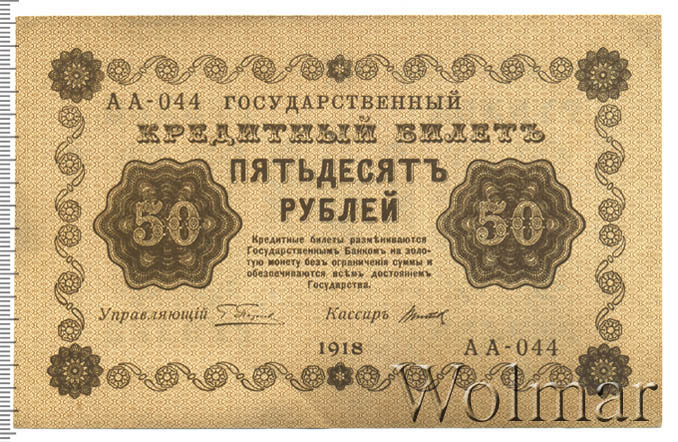 АА-044 ГОСУДАРСТВЕННЫЙ
КРЕДИТНЫЙ БИЛЕТЪ
ПЯТЬДЕСЯТЪ
РУБЛЕЙ
50
50
Кредитные билеты размѣниваются
Государственнымъ Банкомъ на золо-
тую монету безъ ограниченія суммы и
обезпечиваются всѣмъ достояніемъ
Государства.
Управляющій
Кассиръ
1918
АА-044
Wolmar